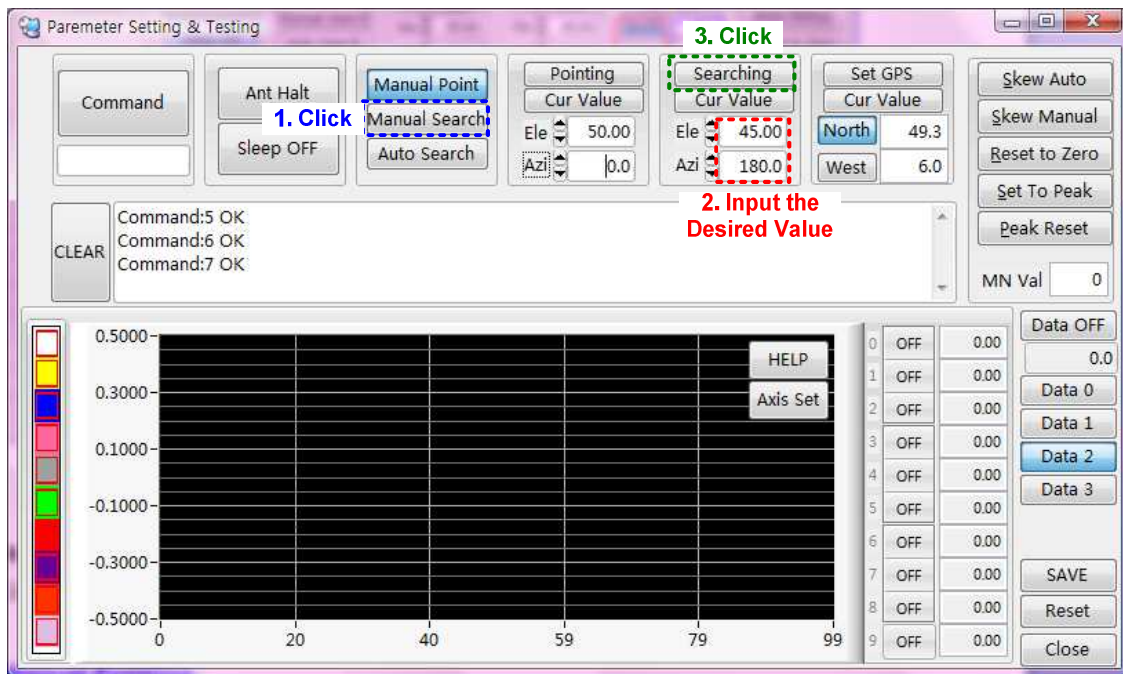 Paremeter Setting & Testing
3. Click
Command
Ant Halt
Sleep OFF
1. Click
Manual Point
Manual Search
Auto Search
Pointing
Cur Value
Ele 50.00
Azi 0.0
Searching
Cur Value
Ele 45.00
Azi 180.0
2. Input the
Desired Value
Set GPS
Cur Value
North 49.3
West 6.0
Skew Auto
Skew Manual
Reset to Zero
Set To Peak
Peak Reset
MN Val 0
CLEAR
Command:5 OK
Command:6 OK
Command:7 OK
0.5000
0.3000
0.1000
-0.1000
-0.3000
-0.5000
0 20 40 59 79 99
HELP
Axis Set
0 OFF 0.00
1 OFF 0.00
2 OFF 0.00
3 OFF 0.00
4 OFF 0.00
5 OFF 0.00
6 OFF 0.00
7 OFF 0.00
8 OFF 0.00
9 OFF 0.00
Data OFF
0.0
Data 0
Data 1
Data 2
Data 3
SAVE
Reset
Close